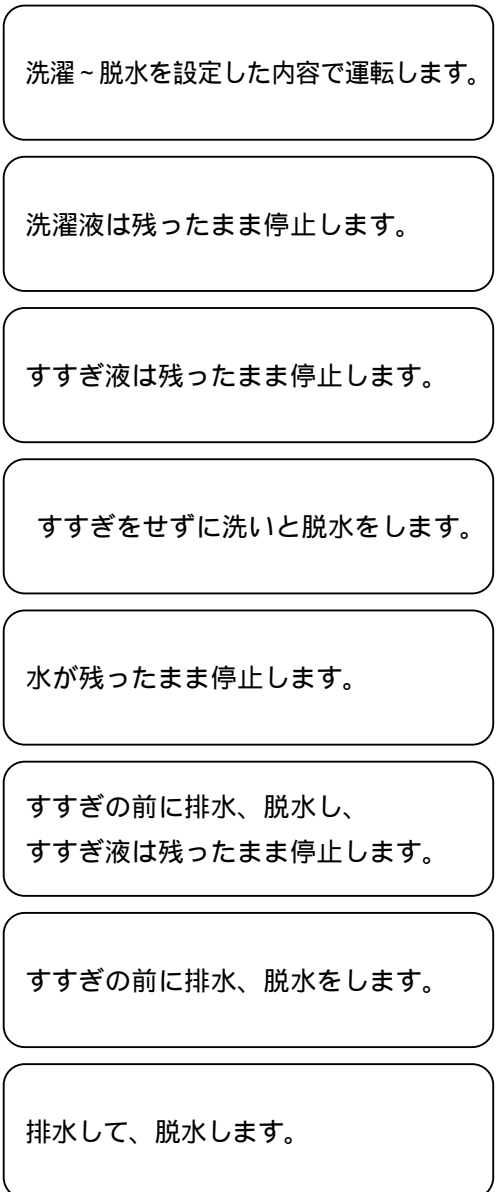 洗濯~脱水を設定した内容で運転します。
洗濯液は残ったまま停止します。
すすぎ液は残ったまま停止します。
すすぎをせずに洗いと脱水をします。
水が残ったまま停止します。
すすぎの前に排水、脱水し、
すすぎ液は残ったまま停止します。
すすぎの前に排水、脱水をします。
排水して、脱水します。